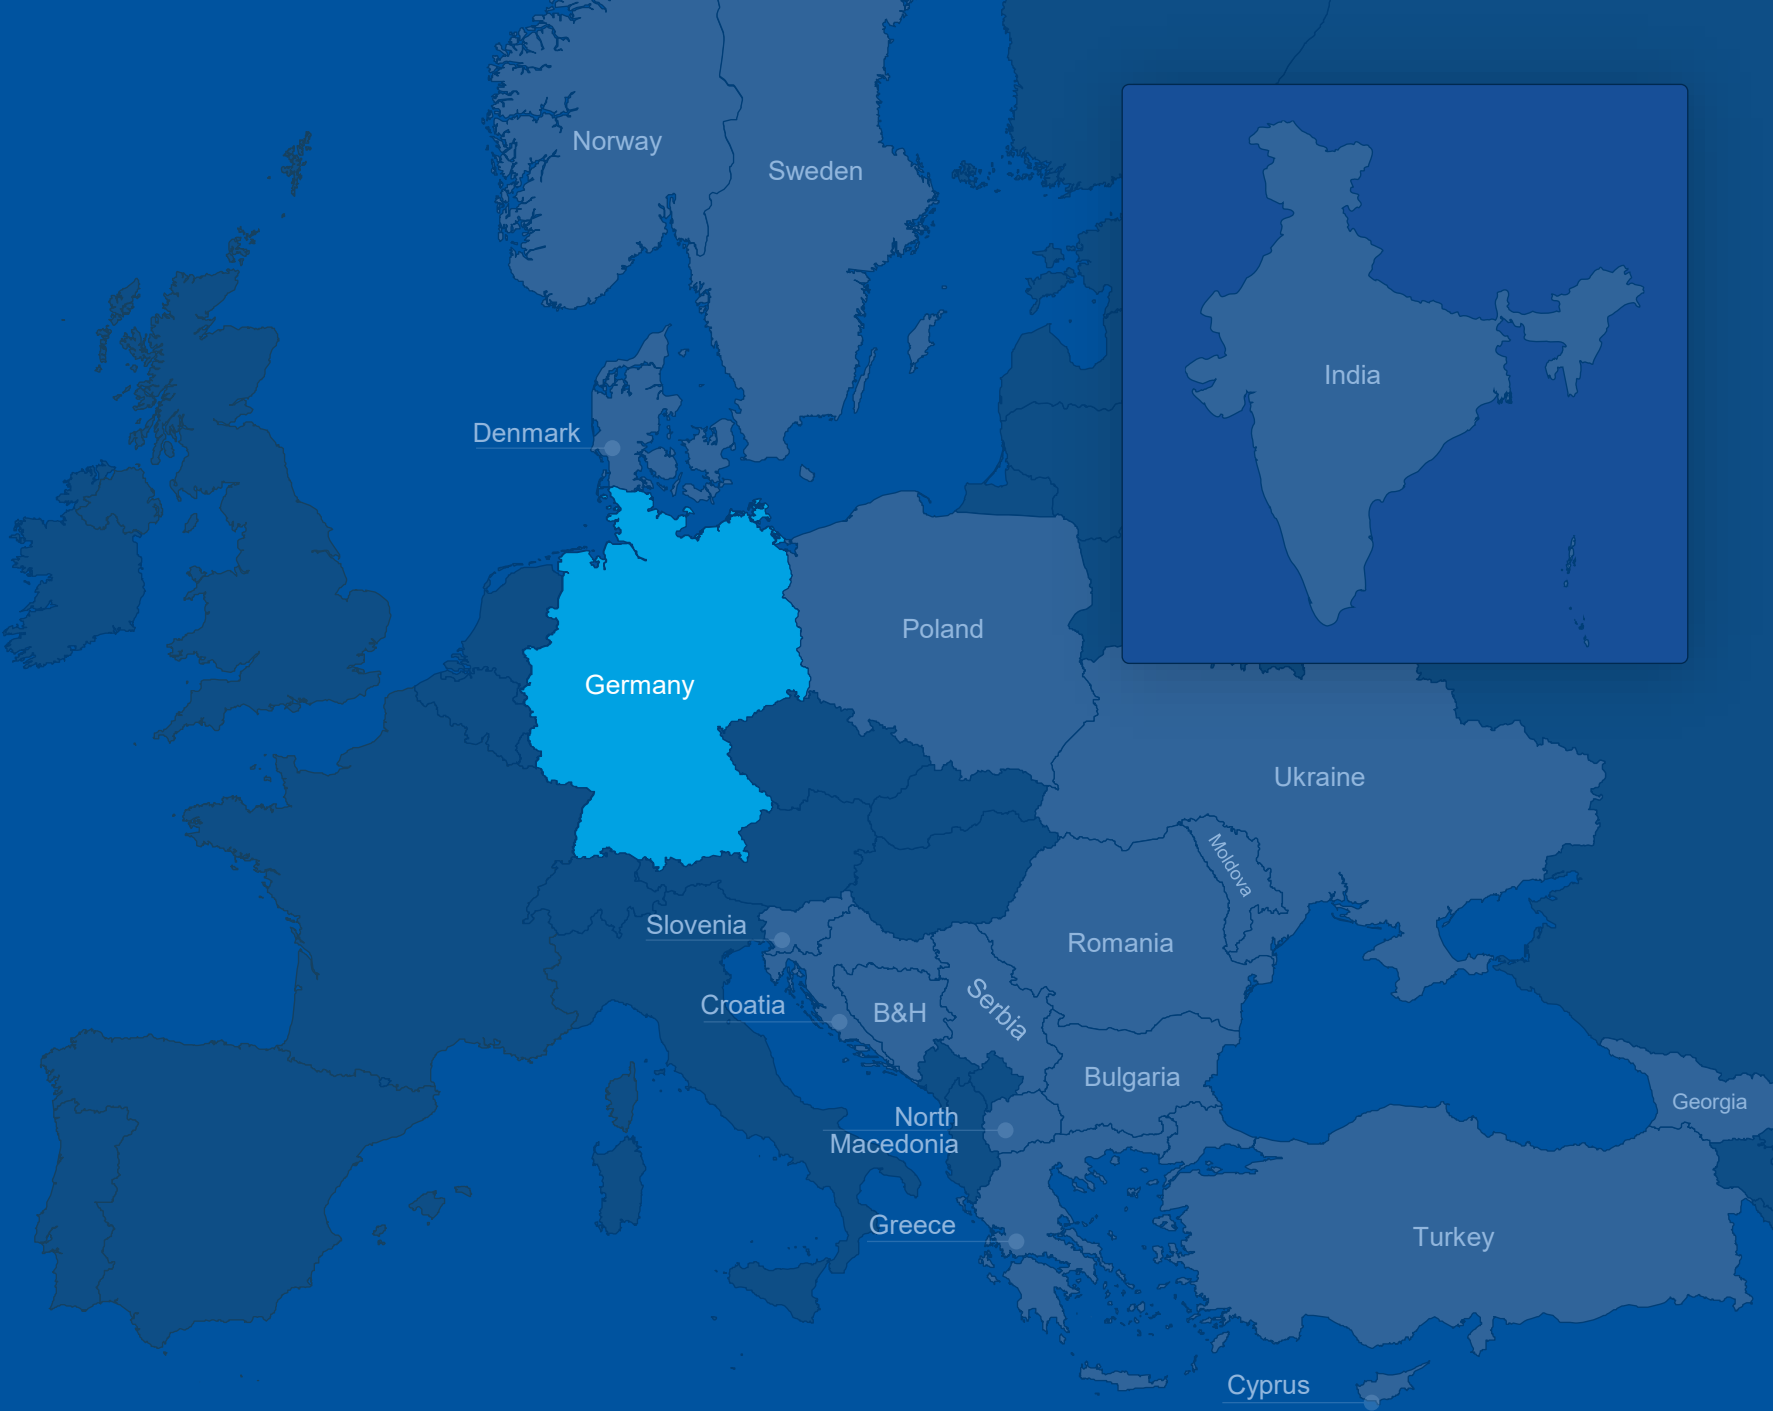 Norway
Sweden
India
Denmark
Poland
Germany
Ukraine
Moldova
Slovenia
Romania
Croatia
B&H
Serbia
Bulgaria
Georgia
North
Macedonia
Greece
Turkey
Cyprus